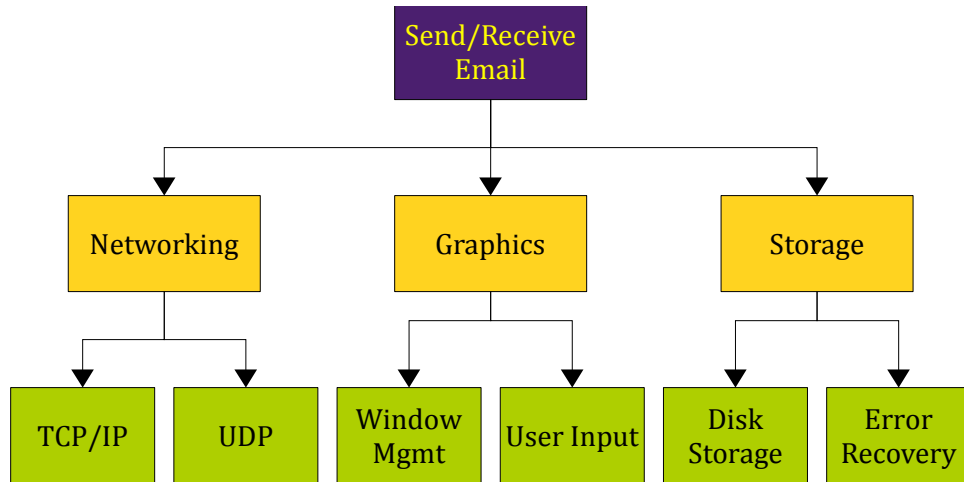 Send/Receive
Email
Networking
Graphics
Storage
TCP/IP
UDP
Window
Mgmt
User Input
Disk
Storage
Error
Recovery